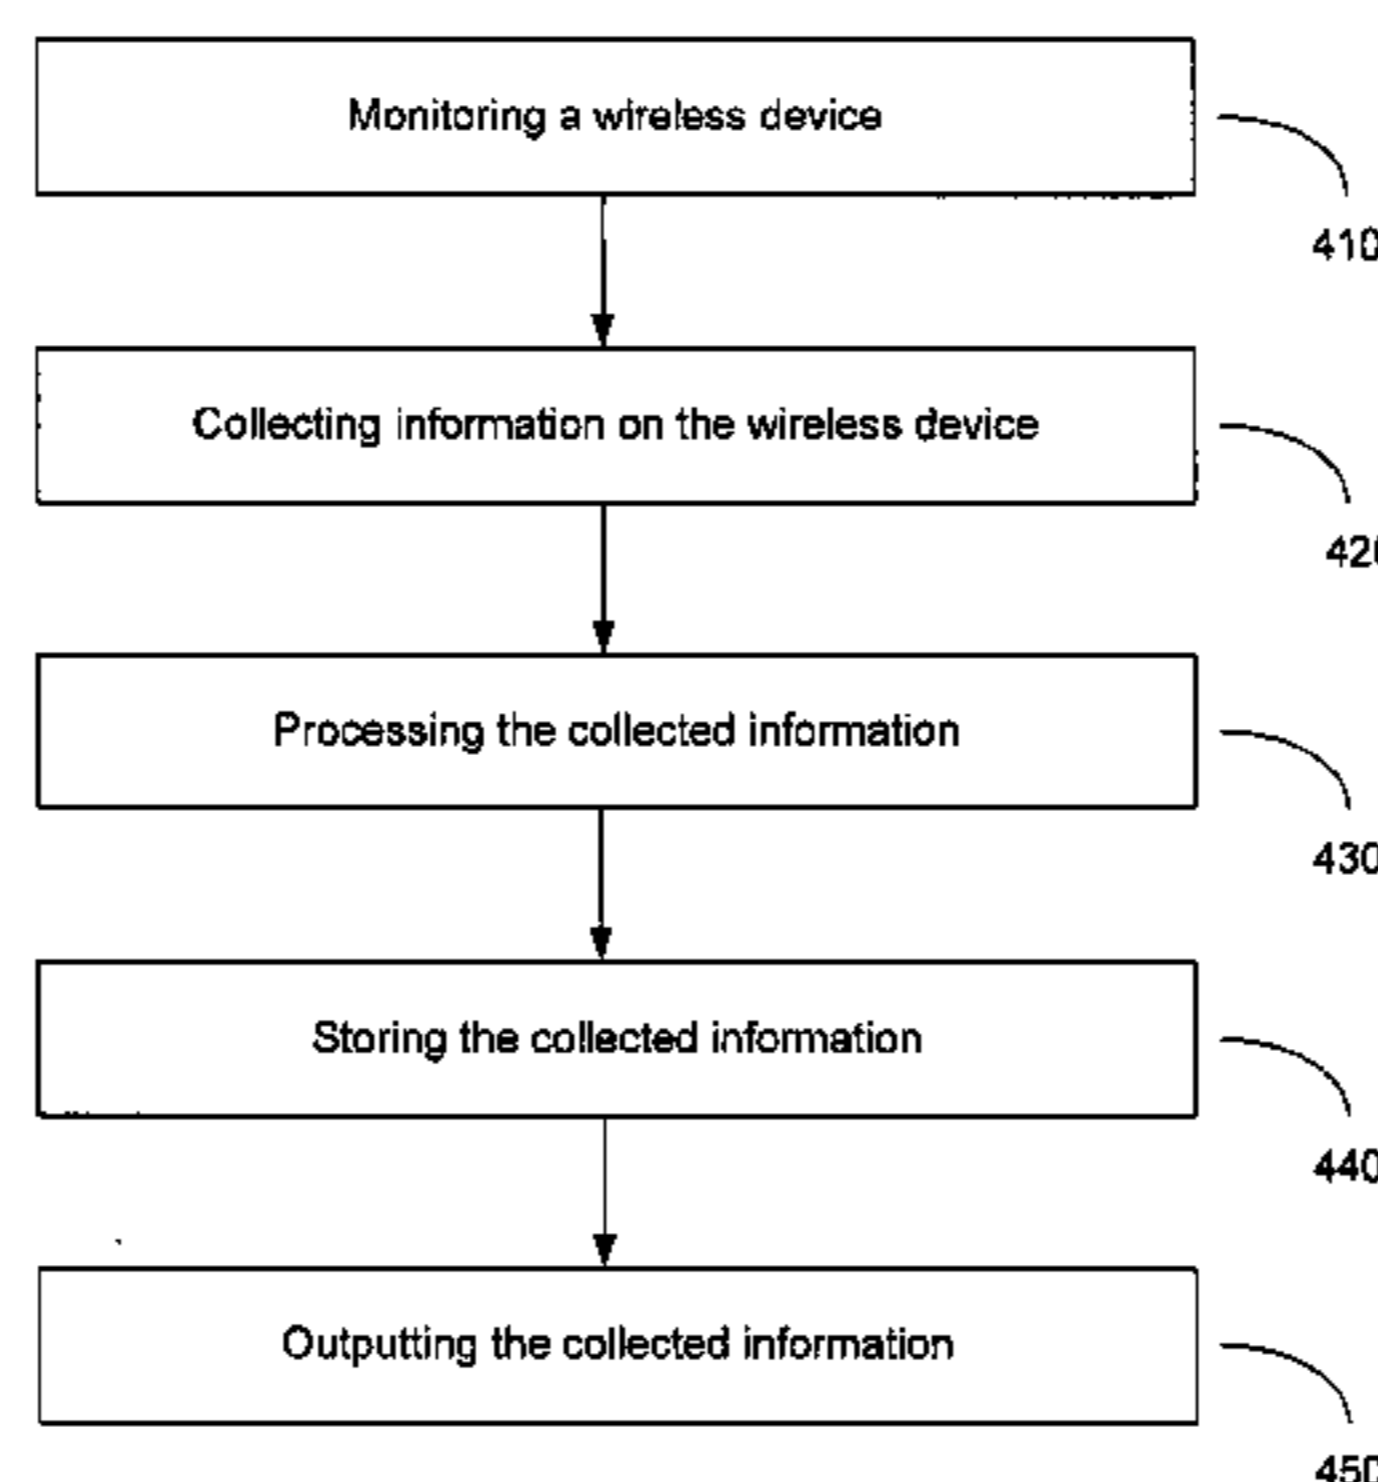 Monitoring a wireless device
410
Collecting information on the wireless device
420
Processing the collected information
430
Storing the collected information
440
Outputting the collected information
450